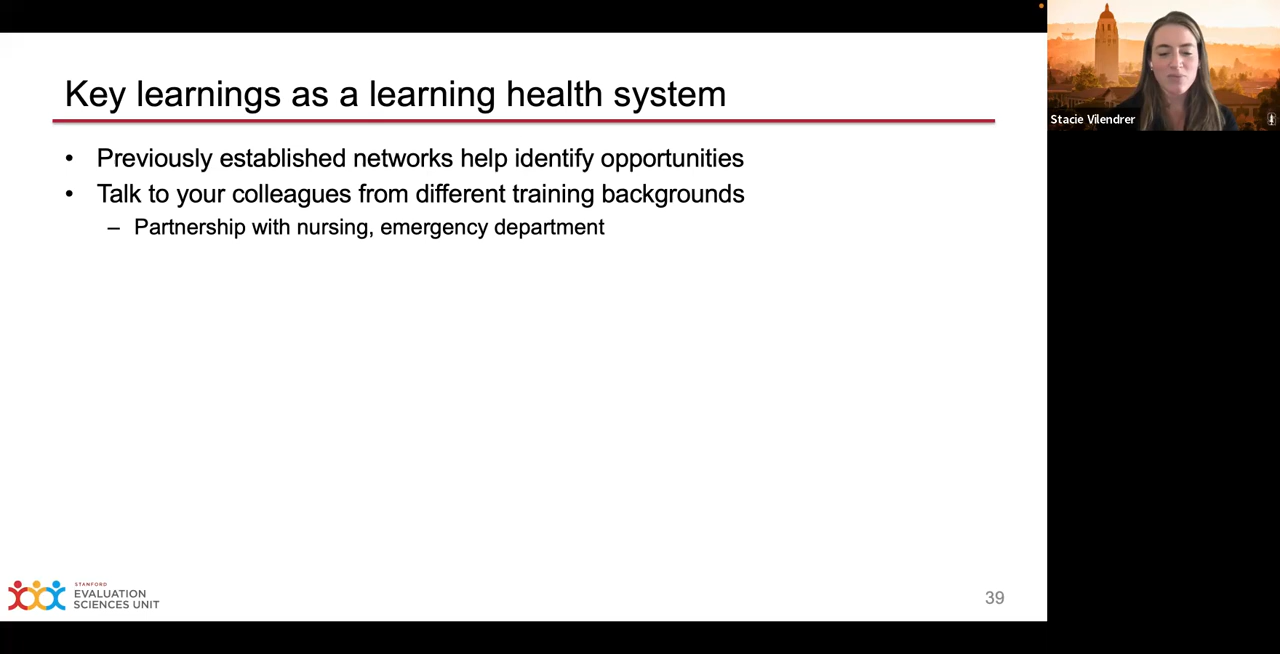 Key learnings as a learning health system
• Previously established networks help identify opportunities
• Talk to your colleagues from different training backgrounds
– Partnership with nursing, emergency department
STANFORD
EVALUATION
SCIENCES UNIT
39
Stacie Vilendrer